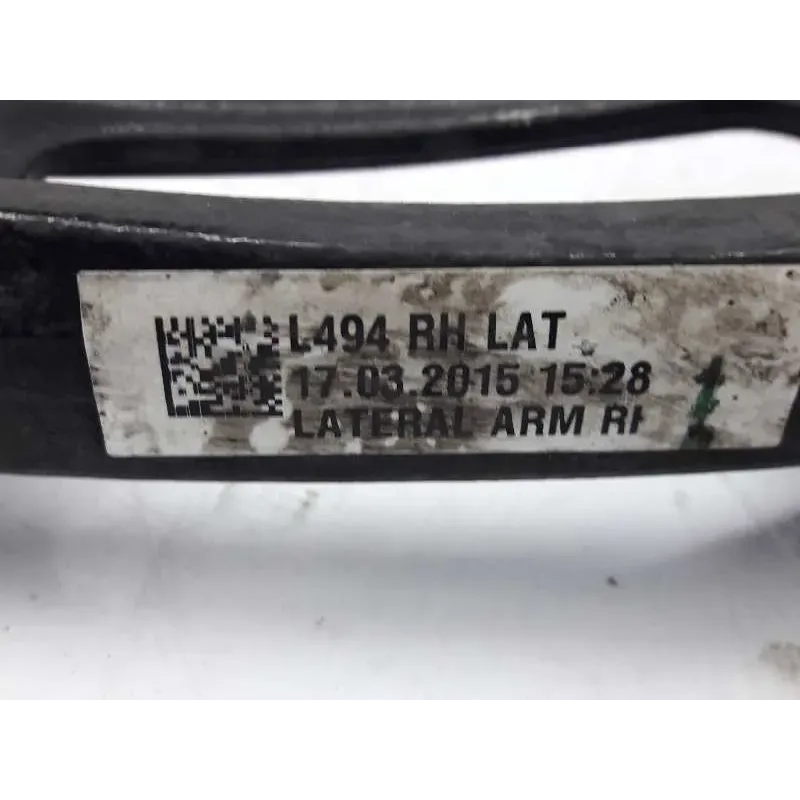 L494 RH LAT
17.03.2015 15:28
LATERAL ARM